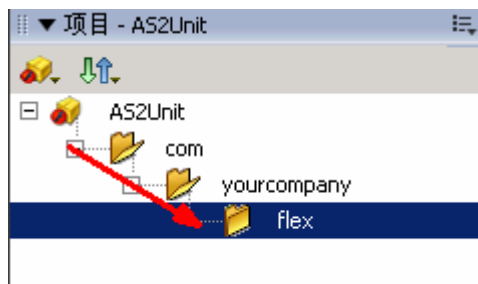 项目 - AS2Unit
AS2Unit
com
yourcompany
flex